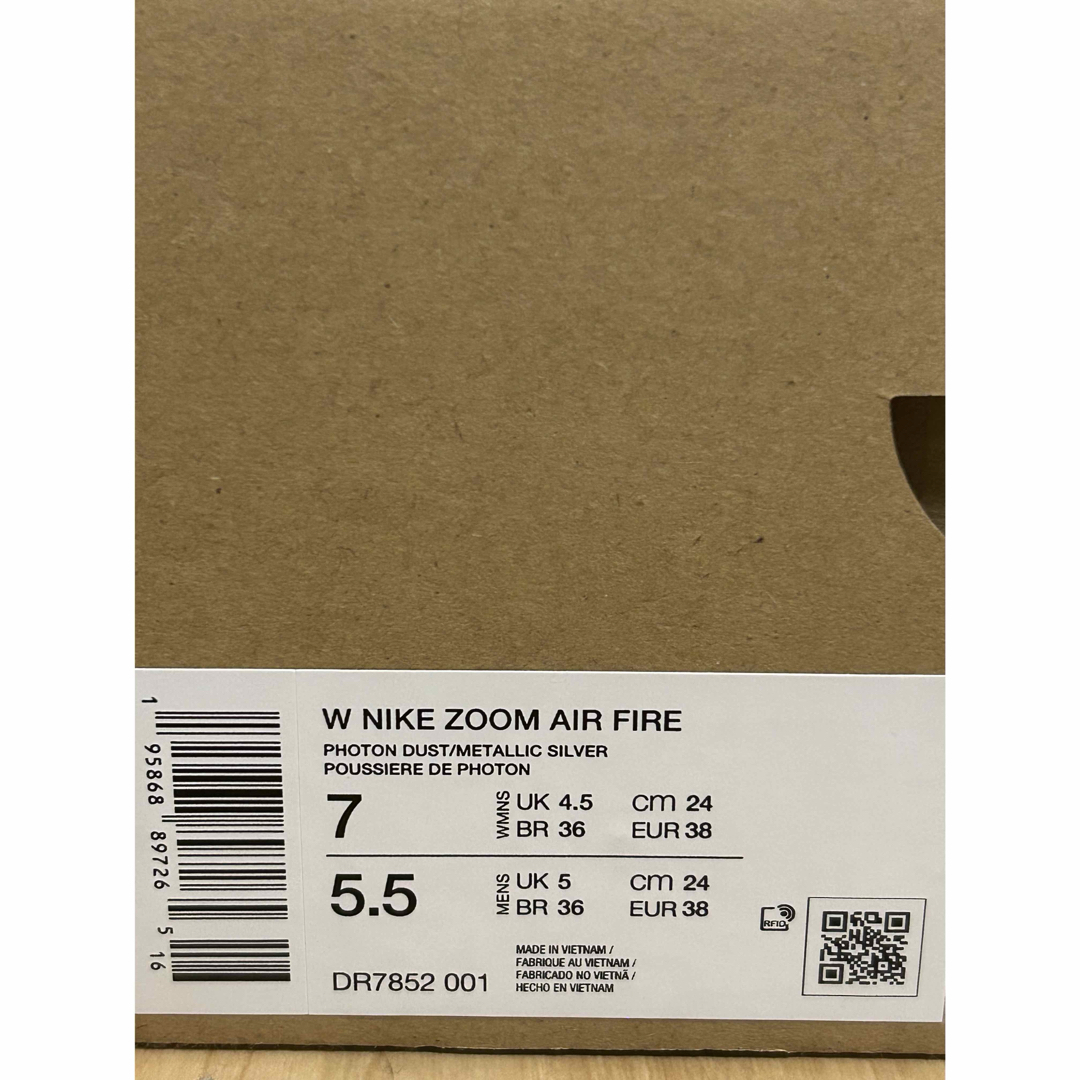 W NIKE ZOOM AIR FIRE
PHOTON DUST/METALLIC SILVER
POUSSIERE DE PHOTON
7 WMNS UK 4.5 cm 24
BR 36 EUR 38
5.5 MENS UK 5 cm 24
BR 36 EUR 38
MADE IN VIETNAM /
FABRIQUE AU VIETNAM /
FABRICADO NO VIETNÃ /
HECHO EN VIETNAM
DR7852 001
RFID
1 95868 89726 5 16